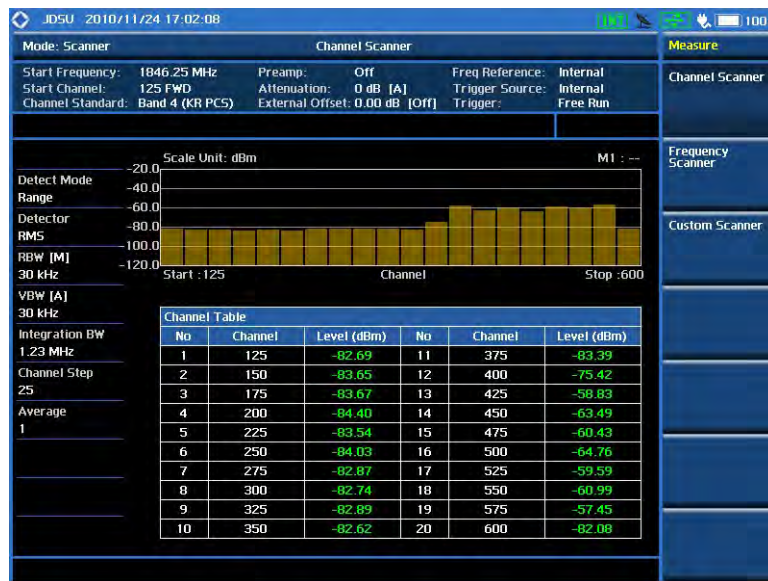 JDSU 2010/11/24 17:02:08
100
Mode: Scanner Channel Scanner
Measure
Start Frequency: 1846.25 MHz Preamp: Off Freq Reference: Internal
Start Channel: 125 FWD Attenuation: 0 dB [A] Trigger Source: Internal
Channel Standard: Band 4 (KR PCS) External Offset: 0.00 dB [Off] Trigger: Free Run
Channel Scanner
Frequency
Scanner
Custom Scanner
Scale Unit: dBm M1 : --
-20.0
-40.0
-60.0
-80.0
-100.0
-120.0
Start :125 Channel Stop :600
Detect Mode
Range
Detector
RMS
RBW [M]
30 kHz
VBW [A]
30 kHz
Integration BW
1.23 MHz
Channel Step
25
Average
1
Channel Table
No Channel Level (dBm) No Channel Level (dBm)
1 125 -82.69 11 375 -83.39
2 150 -83.65 12 400 -75.42
3 175 -83.67 13 425 -58.83
4 200 -84.40 14 450 -63.49
5 225 -83.54 15 475 -60.43
6 250 -84.03 16 500 -64.76
7 275 -82.87 17 525 -59.59
8 300 -82.74 18 550 -60.99
9 325 -82.89 19 575 -57.45
10 350 -82.62 20 600 -82.08